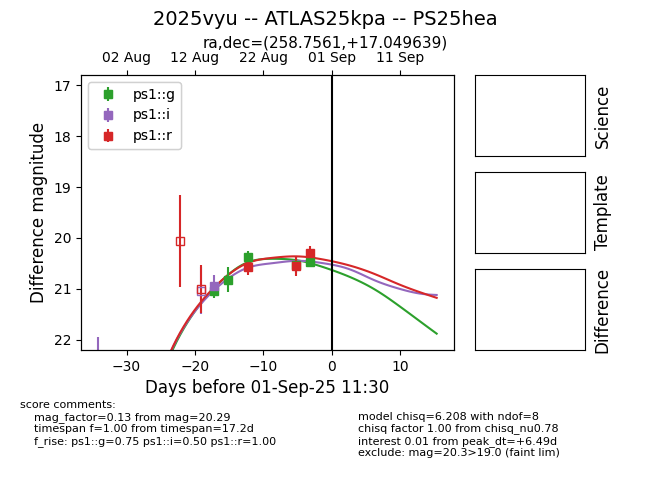 2025vyu -- ATLAS25kpa -- PS25hea
ra,dec=(258.7561,+17.049639)
02 Aug 12 Aug 22 Aug 01 Sep 11 Sep
ps1::g
ps1::i
ps1::r
17
18
19
20
21
22
Difference magnitude
−30 −20 −10 0 10
Days before 01-Sep-25 11:30
Science
Template
Difference
score comments:
mag_factor=0.13 from mag=20.29
timespan f=1.00 from timespan=17.2d
f_rise: ps1::g=0.75 ps1::i=0.50 ps1::r=1.00
model chisq=6.208 with ndof=8
chisq factor 1.00 from chisq_nu0.78
interest 0.01 from peak_dt=+6.49d
exclude: mag=20.3>19.0 (faint lim)